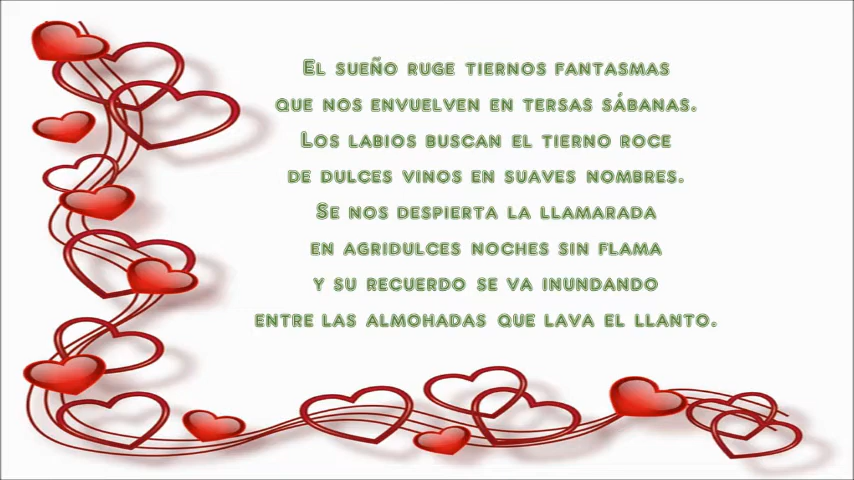 El sueño ruge tiernos fantasmas
que nos envuelven en tersas sábanas.
Los labios buscan el tierno roce
de dulces vinos en suaves nombres.
Se nos despierta la llamarada
en agridulces noches sin flama
y su recuerdo se va inundando
entre las almohadas que lava el llanto.